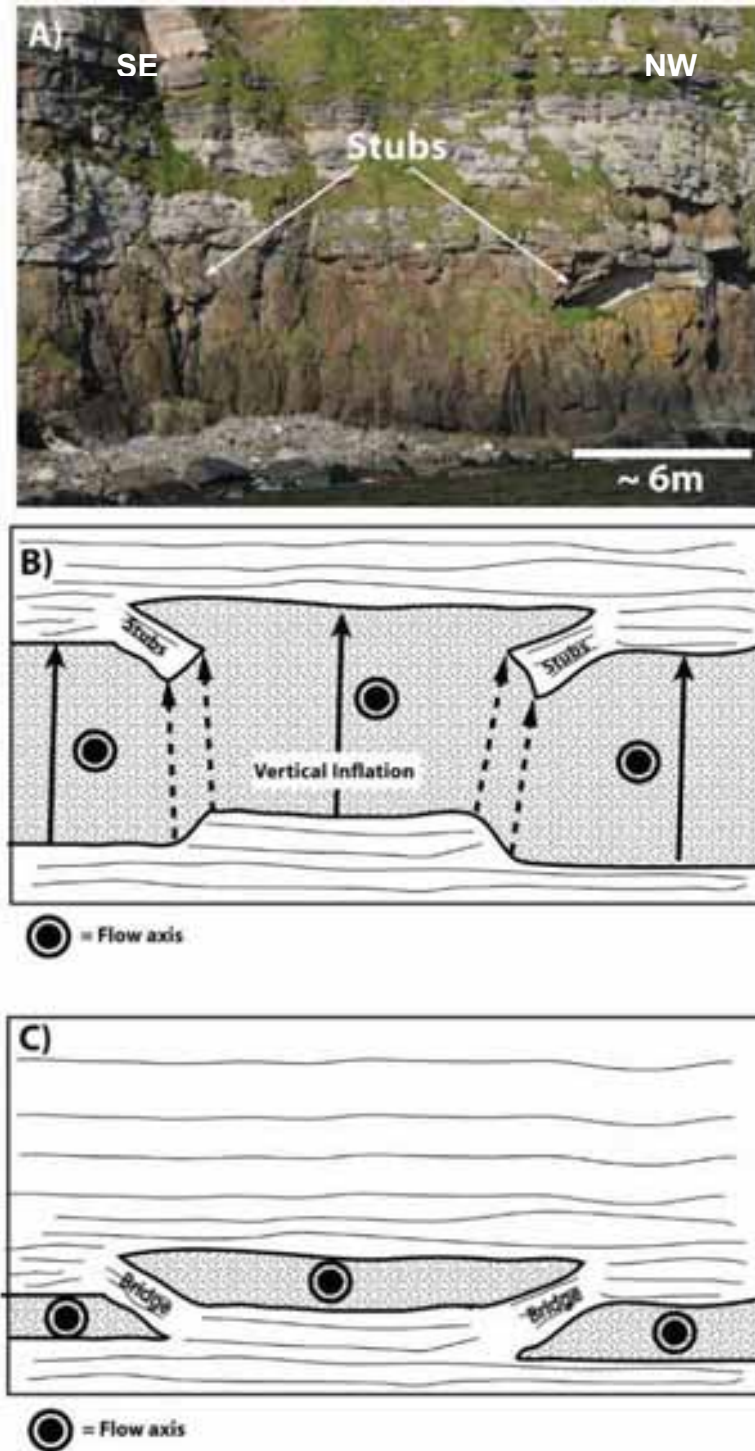 A)
SE
NW
Stubs
~ 6m
B)
Stubs
Stubs
Vertical Inflation
= Flow axis
C)
Bridge
Bridge
= Flow axis